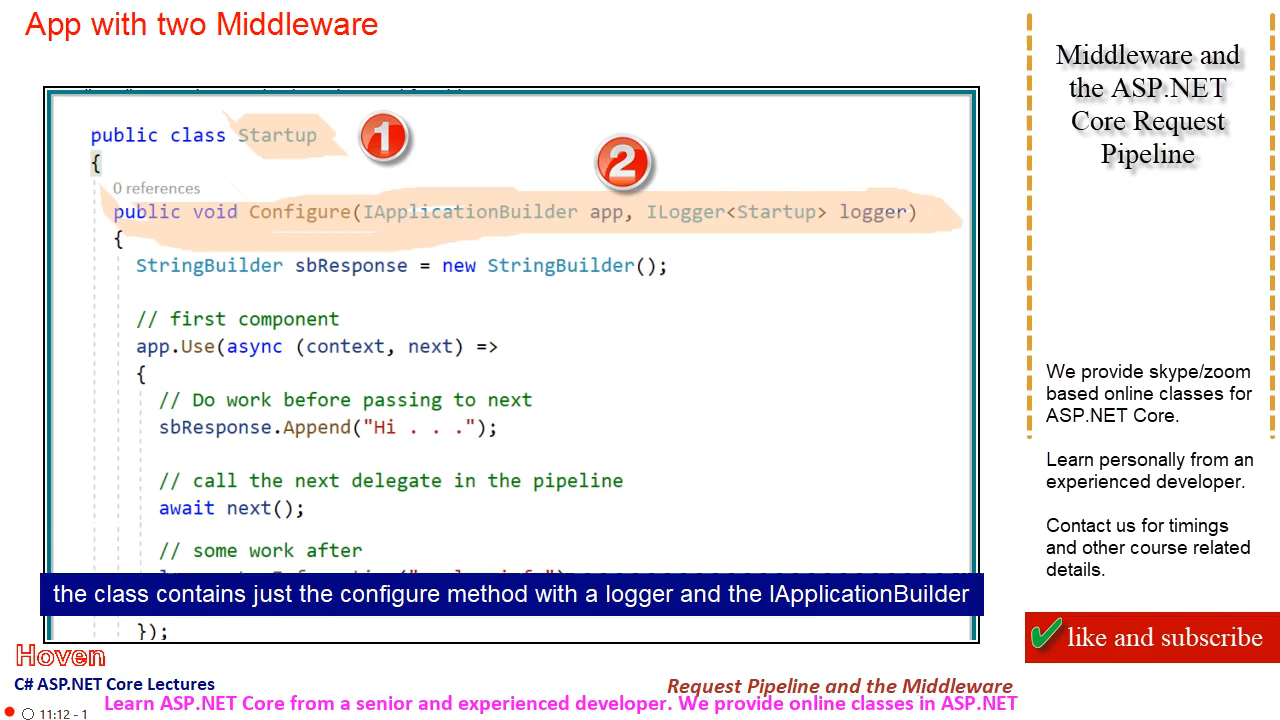 App with two Middleware
public class Startup
1
{
2
0 references
public void Configure(IApplicationBuilder app, ILogger<Startup> logger)
{
StringBuilder sbResponse = new StringBuilder();
// first component
app.Use(async (context, next) =>
{
// Do work before passing to next
sbResponse.Append("Hi . . .");
// call the next delegate in the pipeline
await next();
// some work after
the class contains just the configure method with a logger and the IApplicationBuilder
});
Hoven
C# ASP.NET Core Lectures
Request Pipeline and the Middleware
11:12 - 1
Learn ASP.NET Core from a senior and experienced developer. We provide online classes in ASP.NET
Middleware and
the ASP.NET
Core Request
Pipeline
We provide skype/zoom
based online classes for
ASP.NET Core.
Learn personally from an
experienced developer.
Contact us for timings
and other course related
details.
like and subscribe